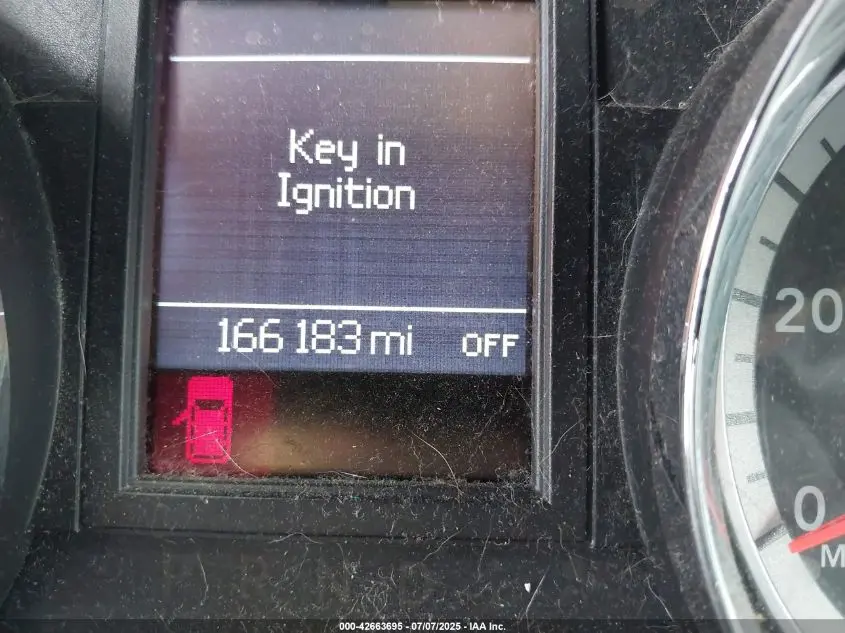 Key in
Ignition
166 183 mi OFF
20
0
M
000-42663695 - 07/07/2025 - IAA Inc.